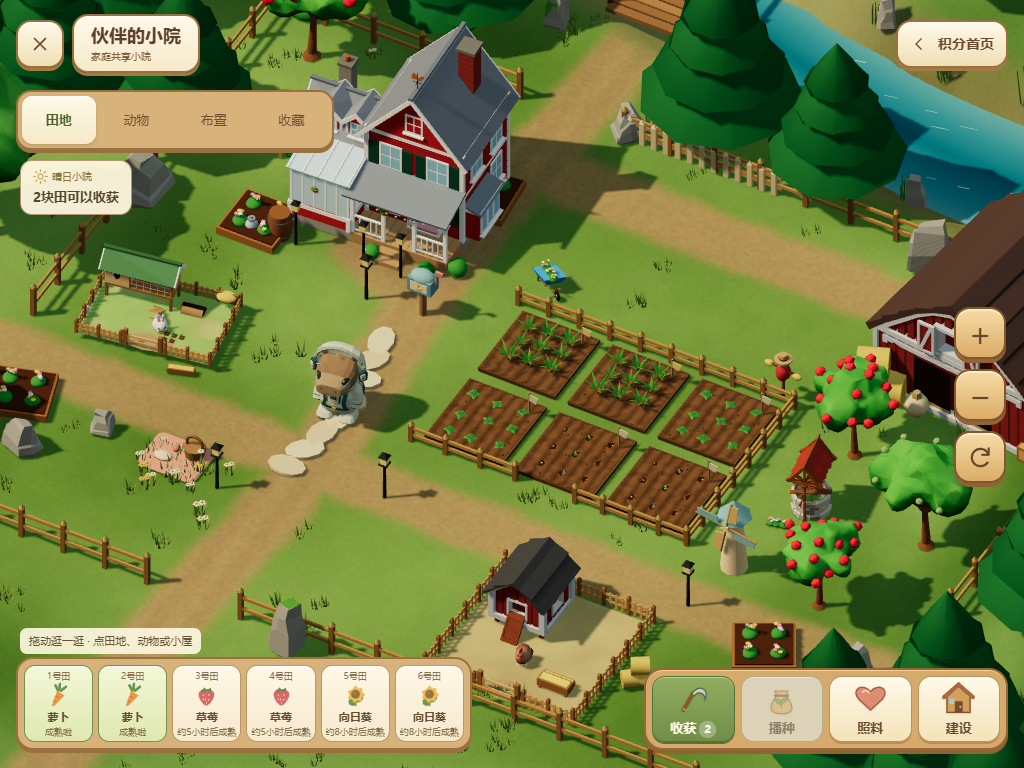 伙伴的小院
家庭共享小院
积分首页
田地
动物
布置
收藏
晴日小院
2块田可以收获
拖动逛一逛 · 点田地、动物或小屋
1号田
萝卜
成熟啦
2号田
萝卜
成熟啦
3号田
草莓
约5小时后成熟
4号田
草莓
约5小时后成熟
5号田
向日葵
约8小时后成熟
6号田
向日葵
约8小时后成熟
收获 2
播种
照料
建设